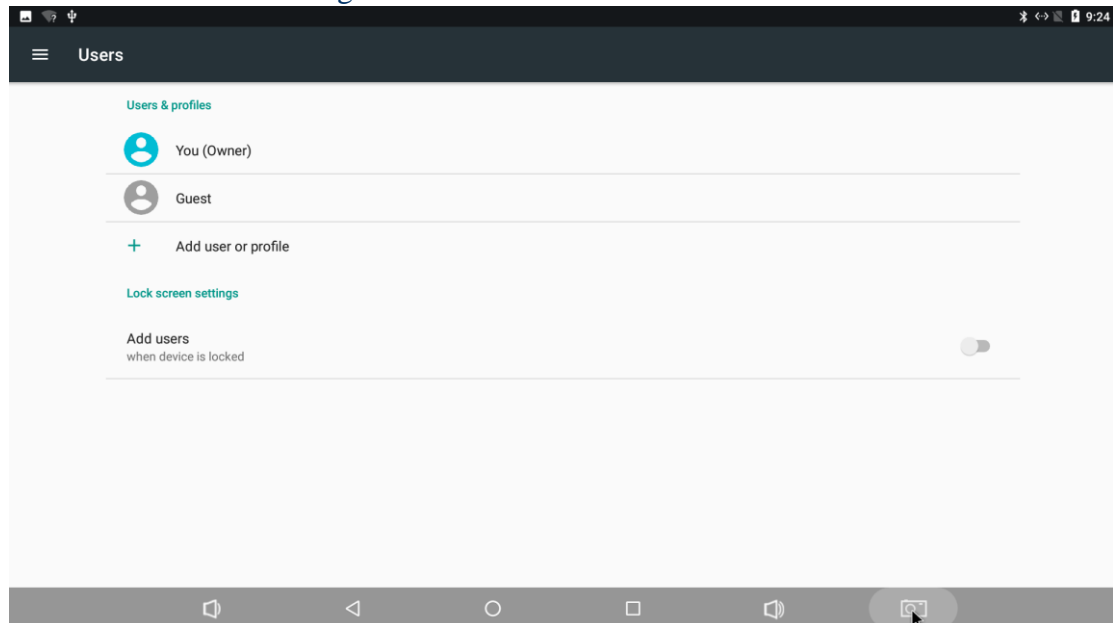 9:24
Users
Users & profiles
You (Owner)
Guest
+ Add user or profile
Lock screen settings
Add users
when device is locked